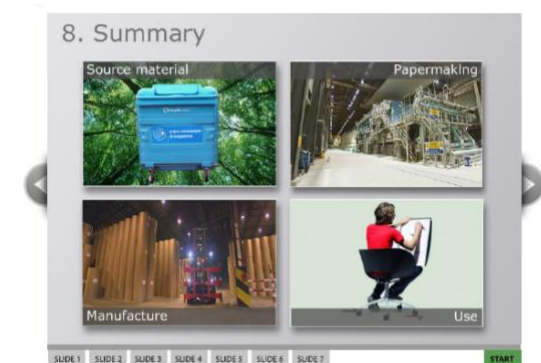 8. Summary
Source material
Papermaking
Manufacture
Use
SLIDE 1 SLIDE 2 SLIDE 3 SLIDE 4 SLIDE 5 SLIDE 6 SLIDE 7 START